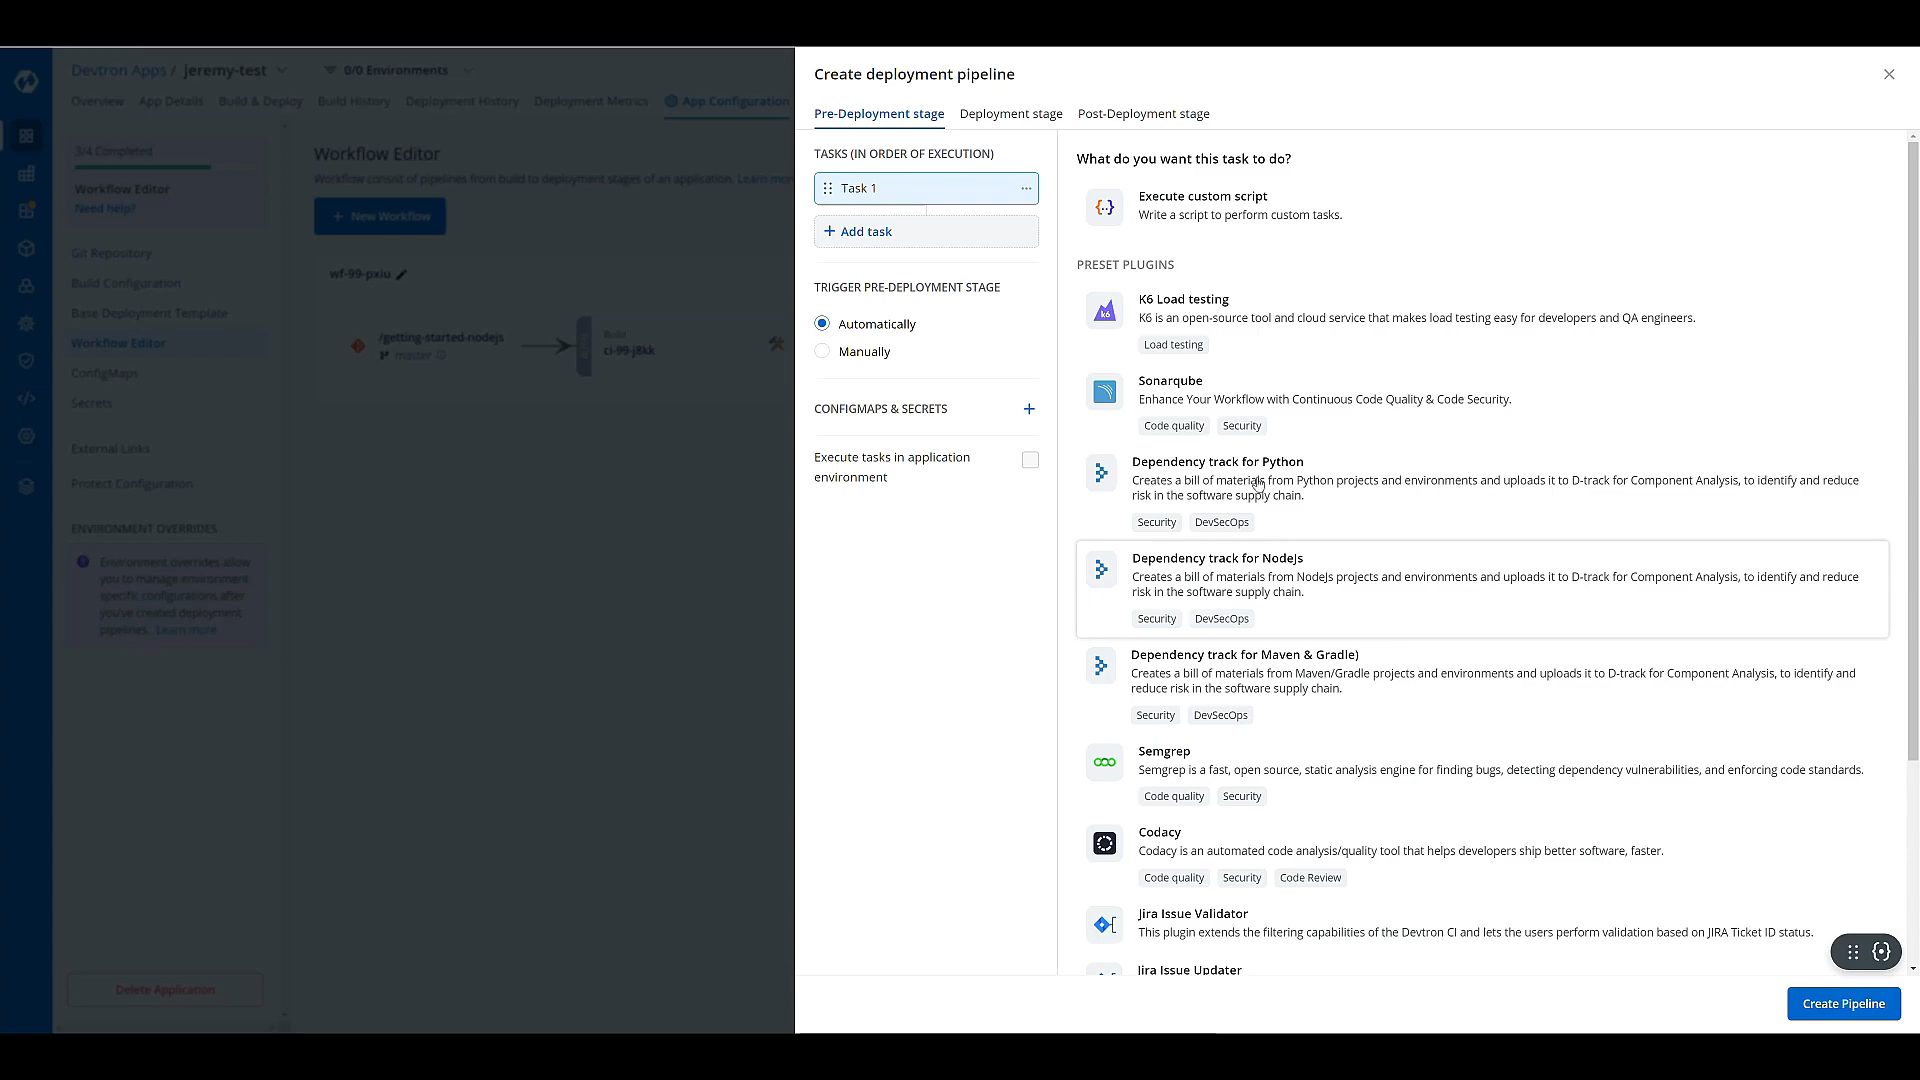 Devtron Apps / jeremy-test
0/0 Environments
Overview
App Details
Build & Deploy
Build History
Deployment History
Deployment Metrics
App Configuration
3/4 Completed
Workflow Editor
Need help?
Git Repository
Build Configuration
Base Deployment Template
Workflow Editor
ConfigMaps
Secrets
External Links
Protect Configuration
ENVIRONMENT OVERRIDES
Environment overrides allow
you to manage environment
specific configurations after
you've created deployment
pipelines. Learn more
Delete Application
Workflow Editor
Workflow consist of pipelines from build to deployment stages of an application. Learn more
+ New Workflow
wf-99-pxiu
/getting-started-nodejs
master
Build
ci-99-j8kk
Create deployment pipeline
Pre-Deployment stage
Deployment stage
Post-Deployment stage
TASKS (IN ORDER OF EXECUTION)
Task 1
+ Add task
TRIGGER PRE-DEPLOYMENT STAGE
Automatically
Manually
CONFIGMAPS & SECRETS
Execute tasks in application
environment
What do you want this task to do?
Execute custom script
Write a script to perform custom tasks.
PRESET PLUGINS
K6 Load testing
K6 is an open-source tool and cloud service that makes load testing easy for developers and QA engineers.
Load testing
Sonarqube
Enhance Your Workflow with Continuous Code Quality & Code Security.
Code quality
Security
Dependency track for Python
Creates a bill of materials from Python projects and environments and uploads it to D-track for Component Analysis, to identify and reduce
risk in the software supply chain.
Security
DevSecOps
Dependency track for NodeJs
Creates a bill of materials from NodeJs projects and environments and uploads it to D-track for Component Analysis, to identify and reduce
risk in the software supply chain.
Security
DevSecOps
Dependency track for Maven & Gradle)
Creates a bill of materials from Maven/Gradle projects and environments and uploads it to D-track for Component Analysis, to identify and
reduce risk in the software supply chain.
Security
DevSecOps
Semgrep
Semgrep is a fast, open source, static analysis engine for finding bugs, detecting dependency vulnerabilities, and enforcing code standards.
Code quality
Security
Codacy
Codacy is an automated code analysis/quality tool that helps developers ship better software, faster.
Code quality
Security
Code Review
Jira Issue Validator
This plugin extends the filtering capabilities of the Devtron CI and lets the users perform validation based on JIRA Ticket ID status.
Jira Issue Updater
Create Pipeline